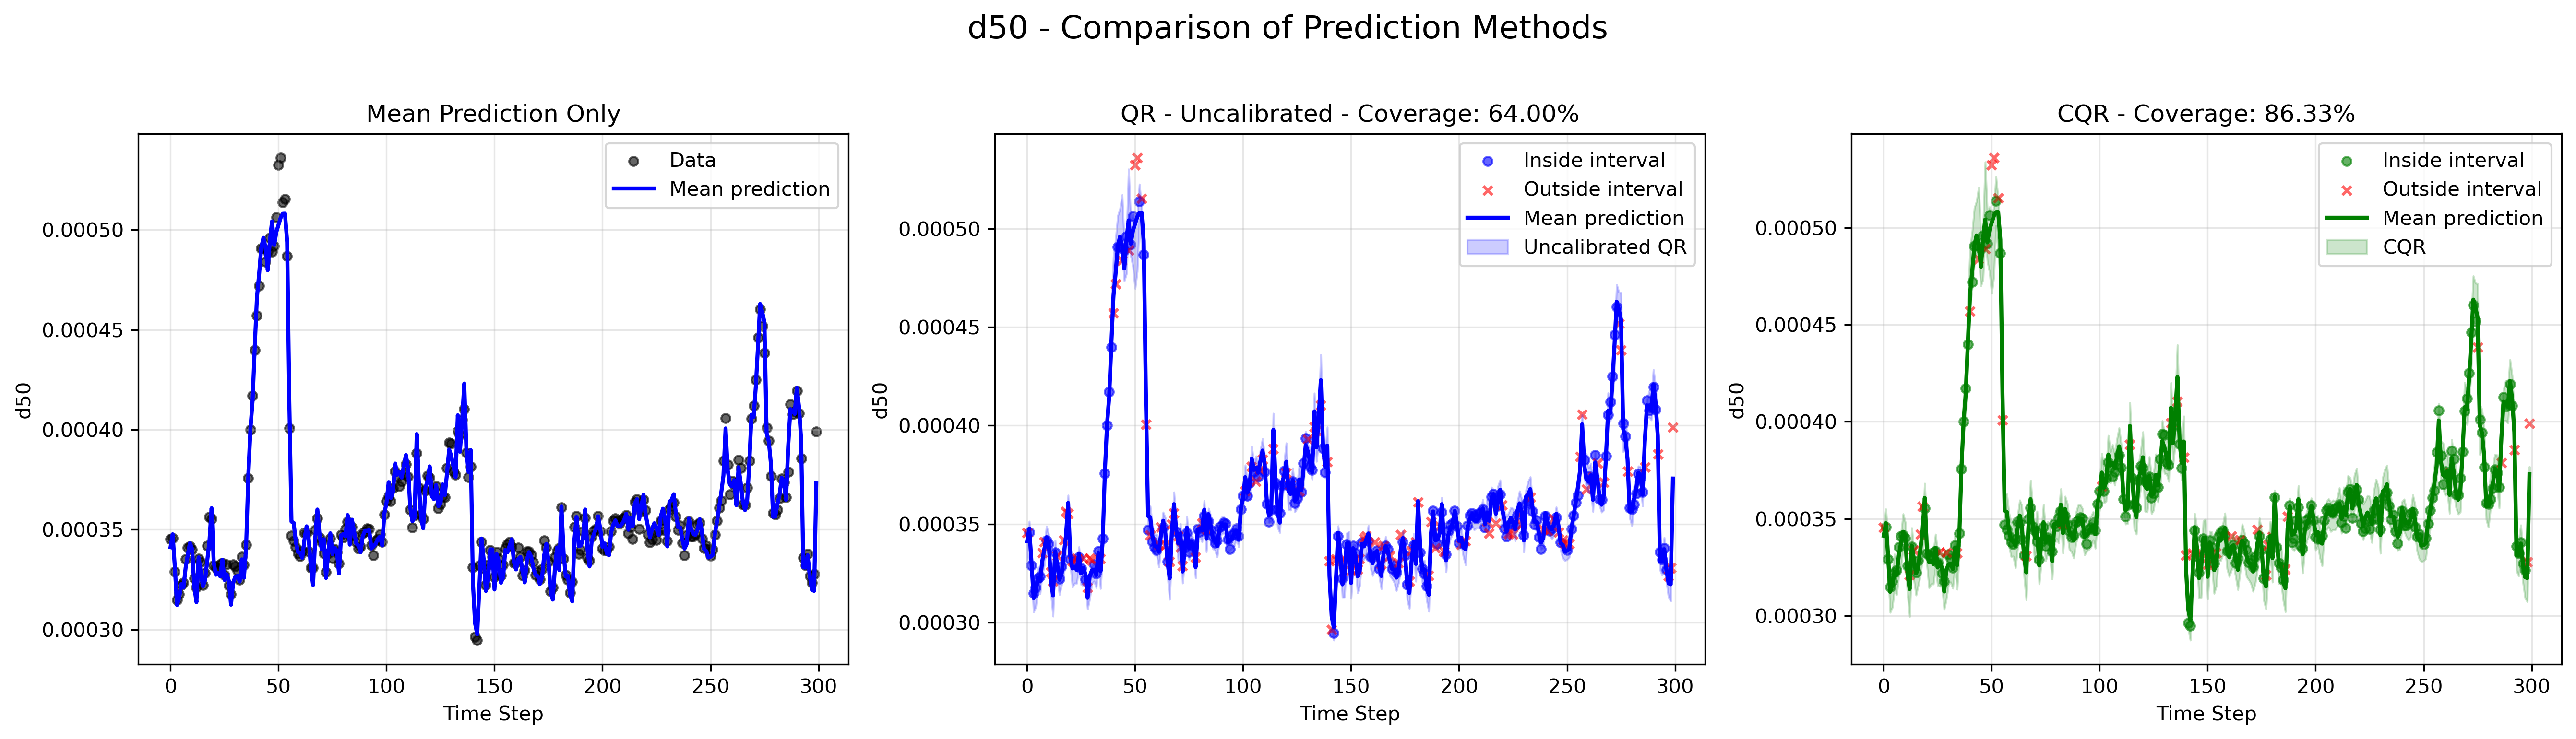 d50 - Comparison of Prediction Methods
Mean Prediction Only
Data
Mean prediction
0.00050
0.00045
0.00040
0.00035
0.00030
d50
0 50 100 150 200 250 300
Time Step
QR - Uncalibrated - Coverage: 64.00%
Inside interval
Outside interval
Mean prediction
Uncalibrated QR
0.00050
0.00045
0.00040
0.00035
0.00030
d50
0 50 100 150 200 250 300
Time Step
CQR - Coverage: 86.33%
Inside interval
Outside interval
Mean prediction
CQR
0.00050
0.00045
0.00040
0.00035
0.00030
d50
0 50 100 150 200 250 300
Time Step